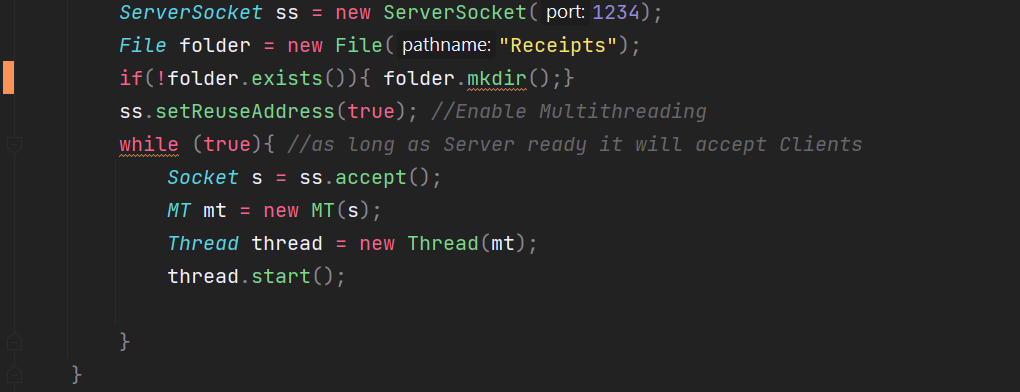 ServerSocket ss = new ServerSocket( port: 1234);
File folder = new File( pathname: "Receipts");
if(!folder.exists()){ folder.mkdir();}
ss.setReuseAddress(true); //Enable Multithreading
while (true){ //as long as Server ready it will accept Clients
Socket s = ss.accept();
MT mt = new MT(s);
Thread thread = new Thread(mt);
thread.start();
}
}